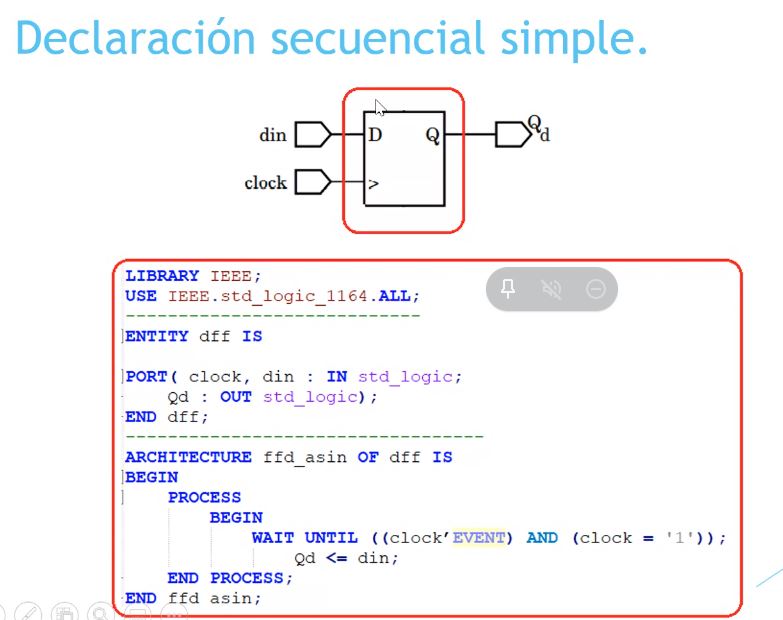 Declaración secuencial simple.
din D Q Qd
clock >
LIBRARY IEEE;
USE IEEE.std_logic_1164.ALL;
----------------------------
ENTITY dff IS
PORT( clock, din : IN std_logic;
Qd : OUT std_logic);
END dff;
----------------------------------
ARCHITECTURE ffd_asin OF dff IS
BEGIN
PROCESS
BEGIN
WAIT UNTIL ((clock’EVENT) AND (clock = '1'));
Qd <= din;
END PROCESS;
END ffd_asin;